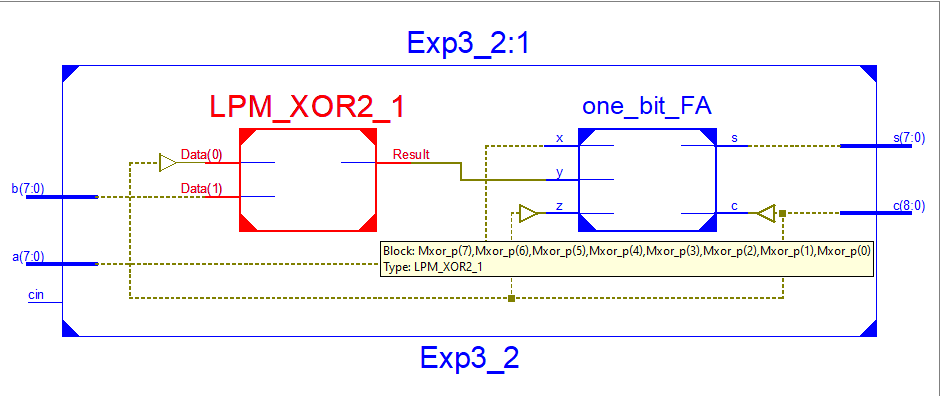 Exp3_2:1
LPM_XOR2_1
one_bit_FA
Data(0)
Result
x
s
s(7:0)
b(7:0)
Data(1)
y
z
c
c(8:0)
a(7:0)
Block: Mxor_p(7),Mxor_p(6),Mxor_p(5),Mxor_p(4),Mxor_p(3),Mxor_p(2),Mxor_p(1),Mxor_p(0)
Type: LPM_XOR2_1
cin
Exp3_2